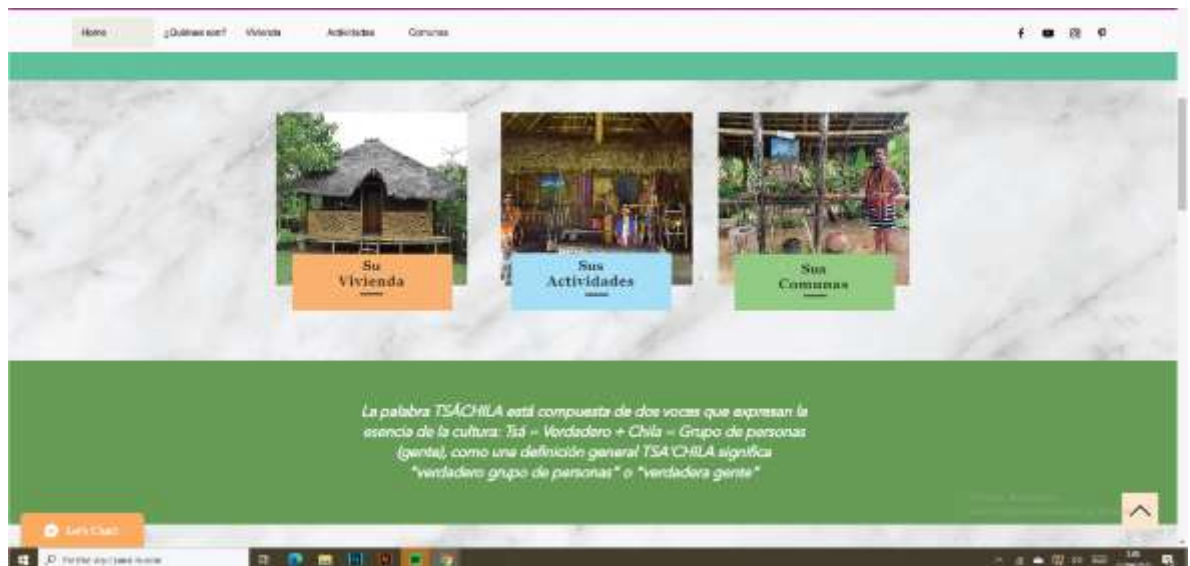 Home
¿Quiénes son?
Vivienda
Actividades
Comunas
Su
Vivienda
Sus
Actividades
Sus
Comunas
La palabra TSÁCHILA está compuesta de dos voces que expresan la
esencia de la cultura: Tsá = Verdadero + Chila = Grupo de personas
(gente), como una definición general TSA'CHILA significa
"verdadero grupo de personas" o "verdadera gente"
Let's Chat!